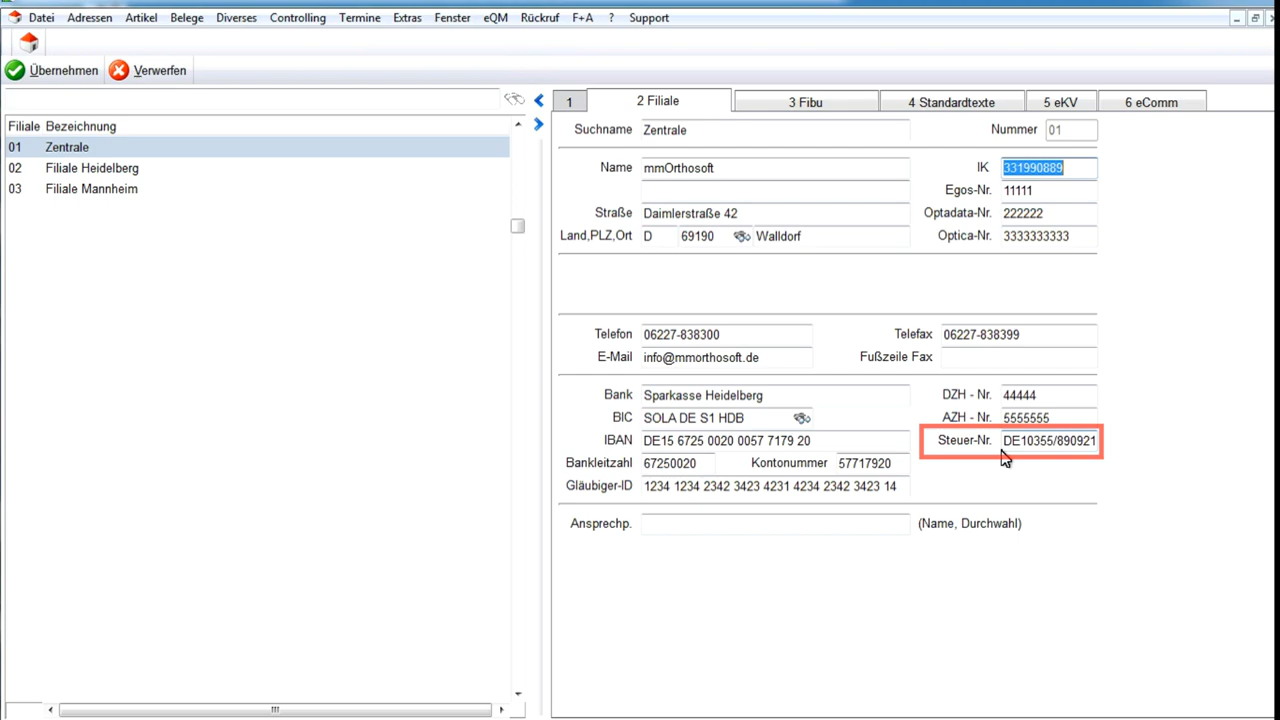 Datei Adressen Artikel Belege Diverses Controlling Termine Extras Fenster eQM Rückruf F+A ? Support
Übernehmen Verwerfen
Filiale Bezeichnung
01 Zentrale
02 Filiale Heidelberg
03 Filiale Mannheim
1 2 Filiale 3 Fibu 4 Standardtexte 5 eKV 6 eComm
Suchname Zentrale Nummer 01
Name mmOrthosoft IK 331990889
Egos-Nr. 11111
Straße Daimlerstraße 42 Optadata-Nr. 222222
Land,PLZ,Ort D 69190 Walldorf Optica-Nr. 3333333333
Telefon 06227-838300 Telefax 06227-838399
E-Mail info@mmorthosoft.de Fußzeile Fax
Bank Sparkasse Heidelberg DZH - Nr. 44444
BIC SOLA DE S1 HDB AZH - Nr. 5555555
IBAN DE15 6725 0020 0057 7179 20 Steuer-Nr. DE10355/890921
Bankleitzahl 67250020 Kontonummer 57717920
Gläubiger-ID 1234 1234 2342 3423 4231 4234 2342 3423 14
Ansprechp. (Name, Durchwahl)